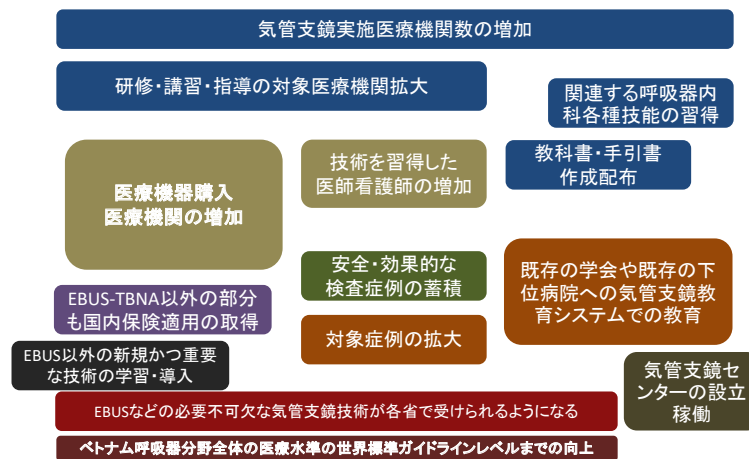 気管支鏡実施医療機関数の増加
研修・講習・指導の対象医療機関拡大
関連する呼吸器内
科各種技能の習得
医療機器購入
医療機関の増加
技術を習得した
医師看護師の増加
教科書・手引書
作成配布
安全・効果的な
検査症例の蓄積
既存の学会や既存の下
位病院への気管支鏡教
育システムでの教育
EBUS-TBNA以外の部分
も国内保険適用の取得
対象症例の拡大
EBUS以外の新規かつ重要
な技術の学習・導入
気管支鏡セ
ンターの設立
稼働
EBUSなどの必要不可欠な気管支鏡技術が各省で受けられるようになる
ベトナム呼吸器分野全体の医療水準の世界標準ガイドラインレベルまでの向上